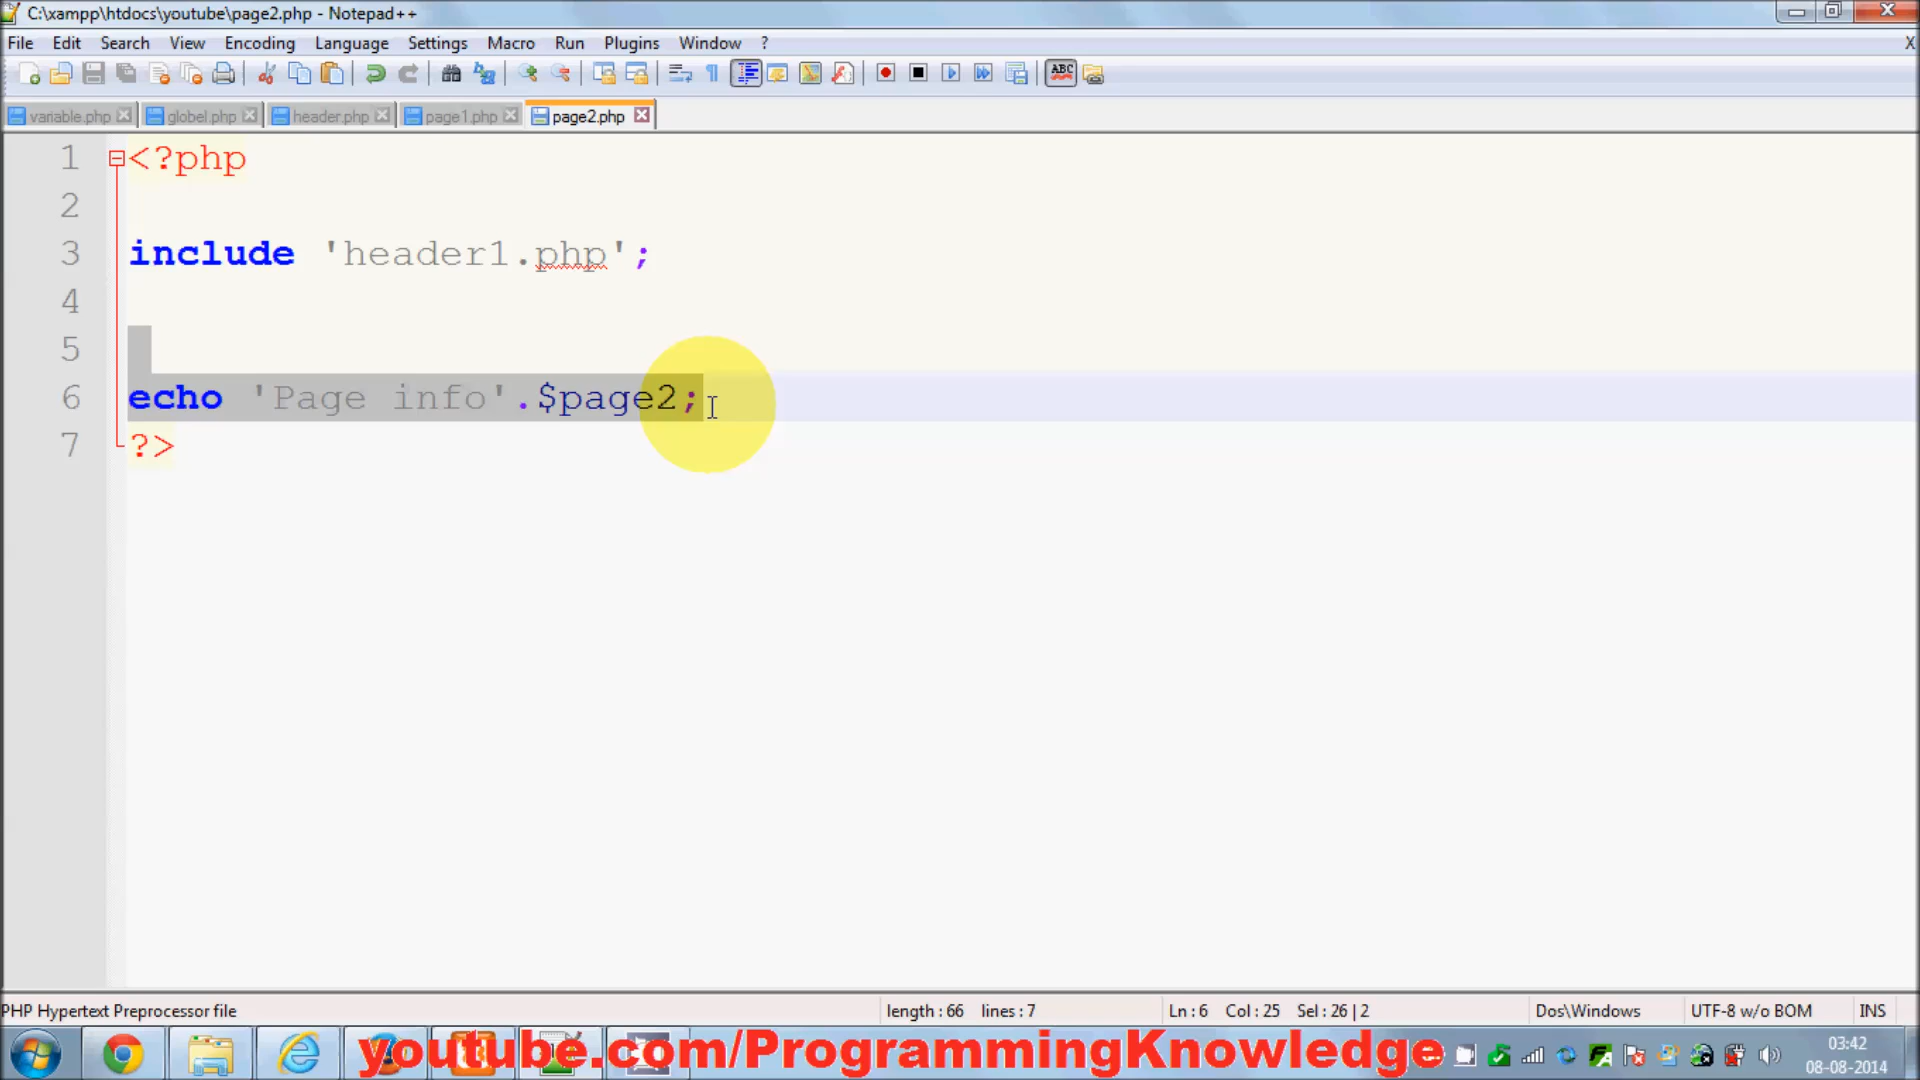 C:\xampp\htdocs\youtube\page2.php - Notepad++
File Edit Search View Encoding Language Settings Macro Run Plugins Window ? X
ABC
variable.php globel.php header.php page1.php page2.php
1 <?php
2
3 include 'header1.php';
4
5
6 echo 'Page info'.$page2;
7 ?>
PHP Hypertext Preprocessor file length : 66 lines : 7 Ln : 6 Col : 25 Sel : 26 | 2 Dos\Windows UTF-8 w/o BOM INS
youtube.com/ProgrammingKnowledge
03:42
08-08-2014